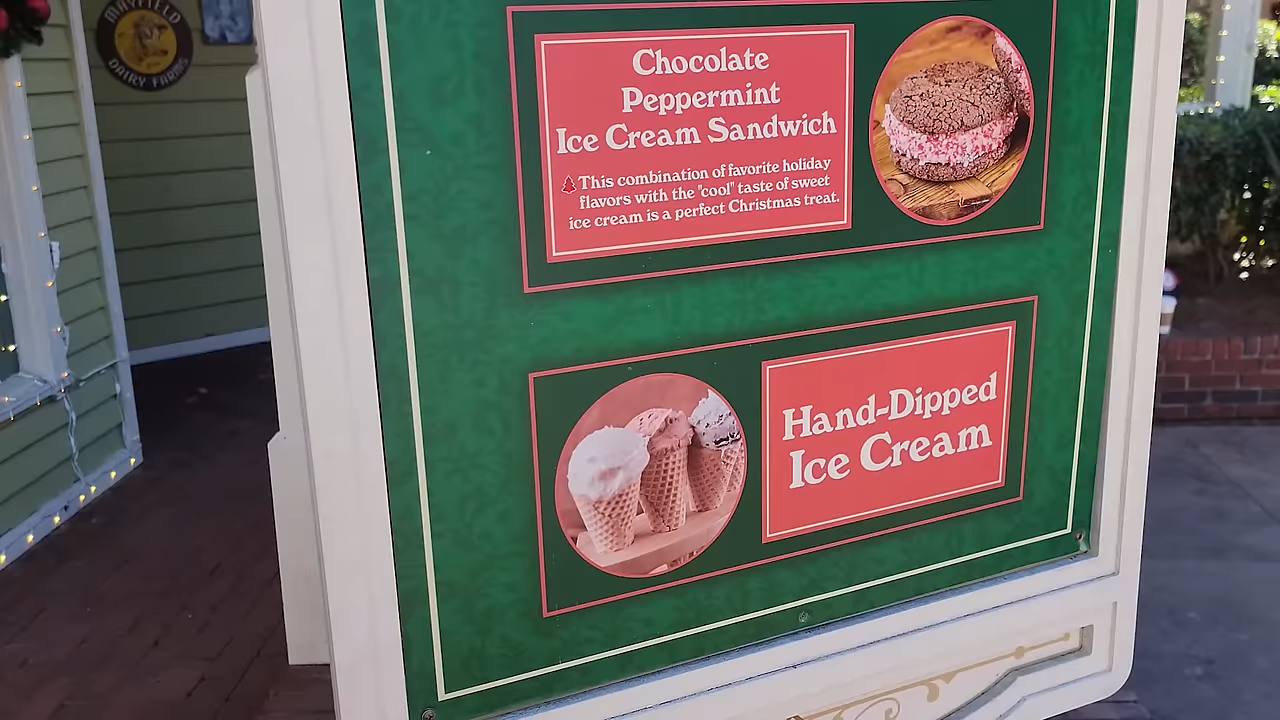 MAYFIELD
DAIRY FARMS
Chocolate
Peppermint
Ice Cream Sandwich
This combination of favorite holiday
flavors with the "cool" taste of sweet
ice cream is a perfect Christmas treat.
Hand-Dipped
Ice Cream